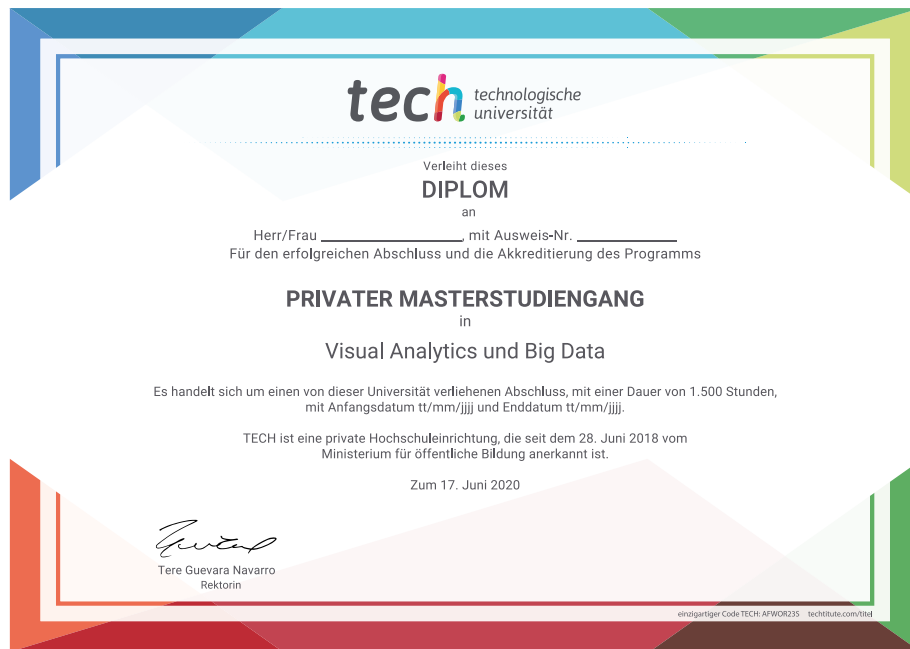 tech technologische
universität
Verleiht dieses
DIPLOM
an
Herr/Frau ____________, mit Ausweis-Nr. ____________
Für den erfolgreichen Abschluss und die Akkreditierung des Programms
PRIVATER MASTERSTUDIENGANG
in
Visual Analytics und Big Data
Es handelt sich um einen von dieser Universität verliehenen Abschluss, mit einer Dauer von 1.500 Stunden,
mit Anfangsdatum tt/mm/jjjj und Enddatum tt/mm/jjjj.
TECH ist eine private Hochschuleinrichtung, die seit dem 28. Juni 2018 vom
Ministerium für öffentliche Bildung anerkannt ist.
Zum 17. Juni 2020
Tere Guevara Navarro
Rektorin
einzigartiger Code TECH: AFWOR23S techtitute.com/titel